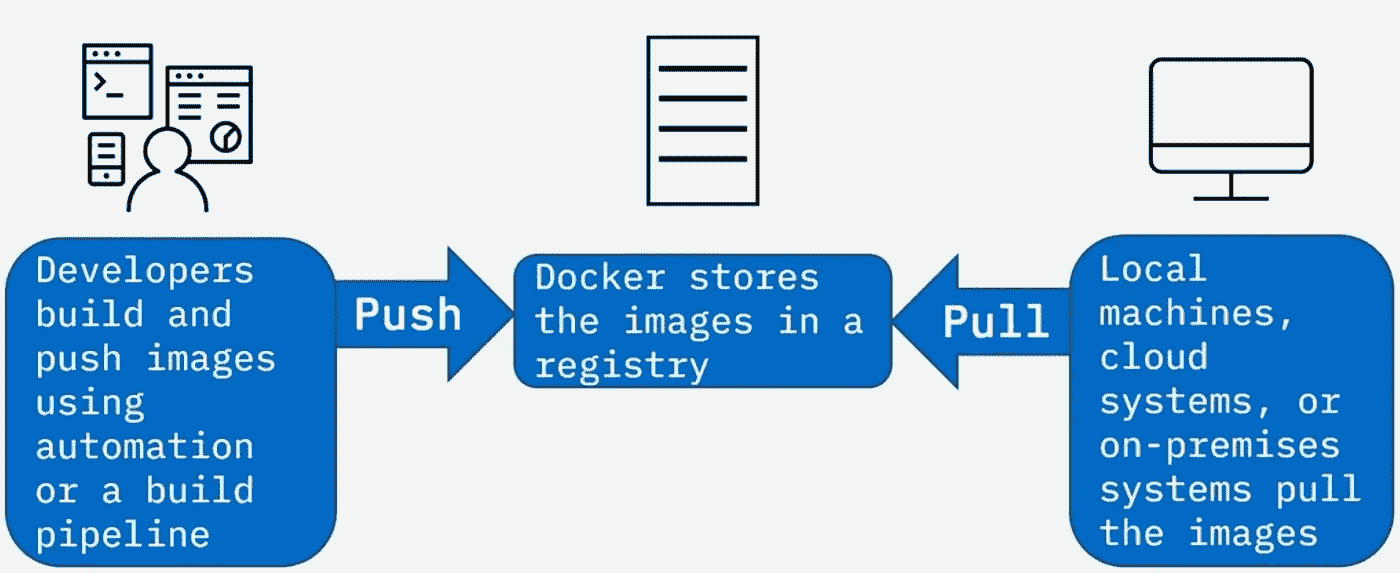 Developers
build and
push images
using
automation
or a build
pipeline
Push
Docker stores
the images in a
registry
Pull
Local
machines,
cloud
systems, or
on-premises
systems pull
the images